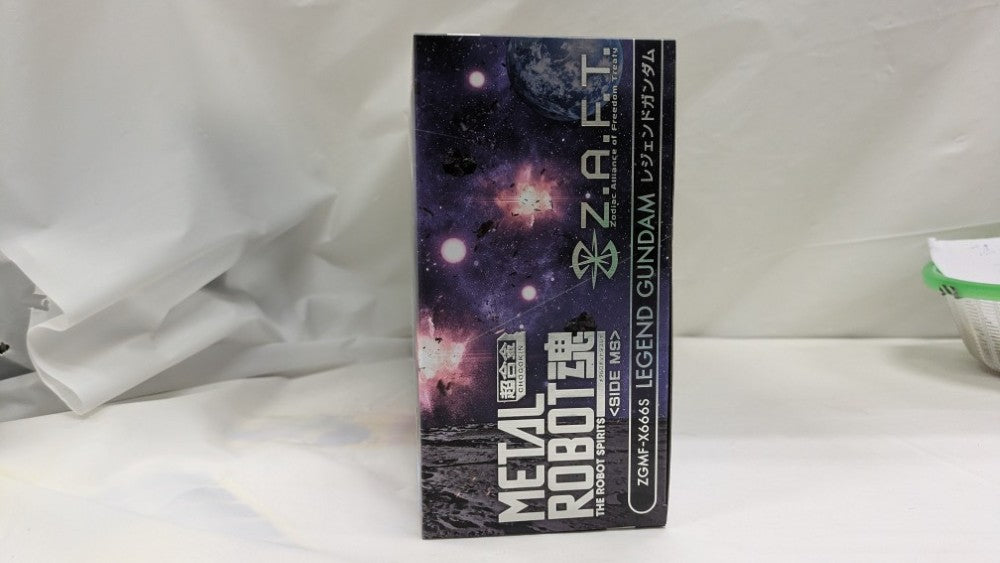 超合金
CHOGOKIN
METAL
ROBOT魂
THE ROBOT SPIRITS
<SIDE MS>
Z.A.F.T.
Zodiac Alliance of Freedom Treaty
ZGMF-X666S LEGEND GUNDAM レジェンドガンダム